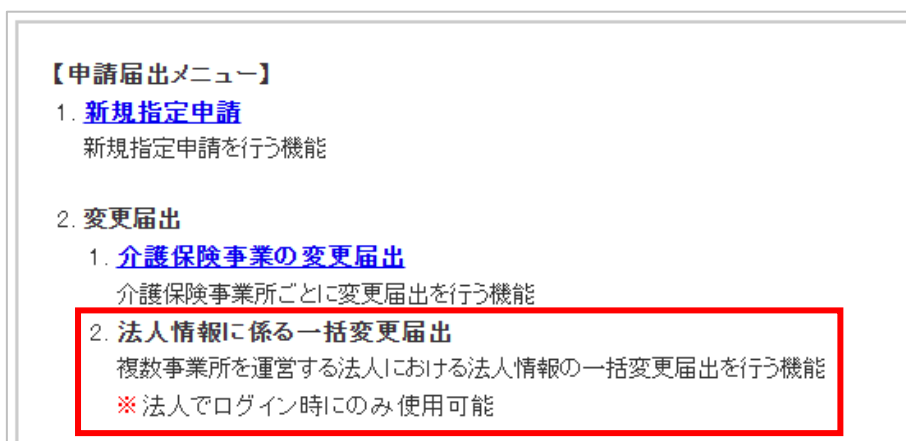 【申請届出メニュー】
1. 新規指定申請
新規指定申請を行う機能
2. 変更届出
1. 介護保険事業の変更届出
介護保険事業所ごとに変更届出を行う機能
2. 法人情報に係る一括変更届出
複数事業所を運営する法人における法人情報の一括変更届出を行う機能
※法人でログイン時にのみ使用可能